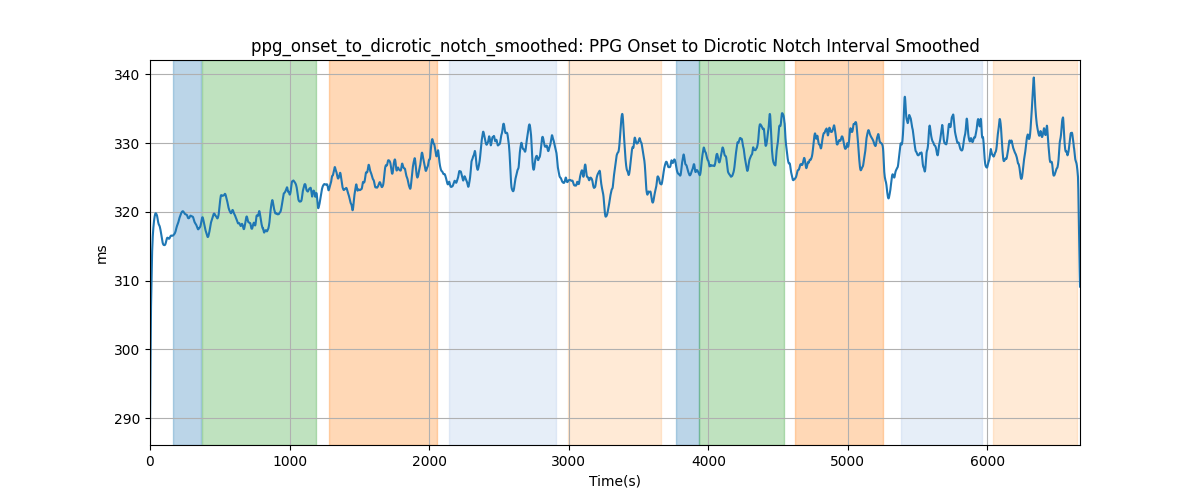 ppg_onset_to_dicrotic_notch_smoothed: PPG Onset to Dicrotic Notch Interval Smoothed
340
330
320
310
300
290
ms
0 1000 2000 3000 4000 5000 6000
Time(s)